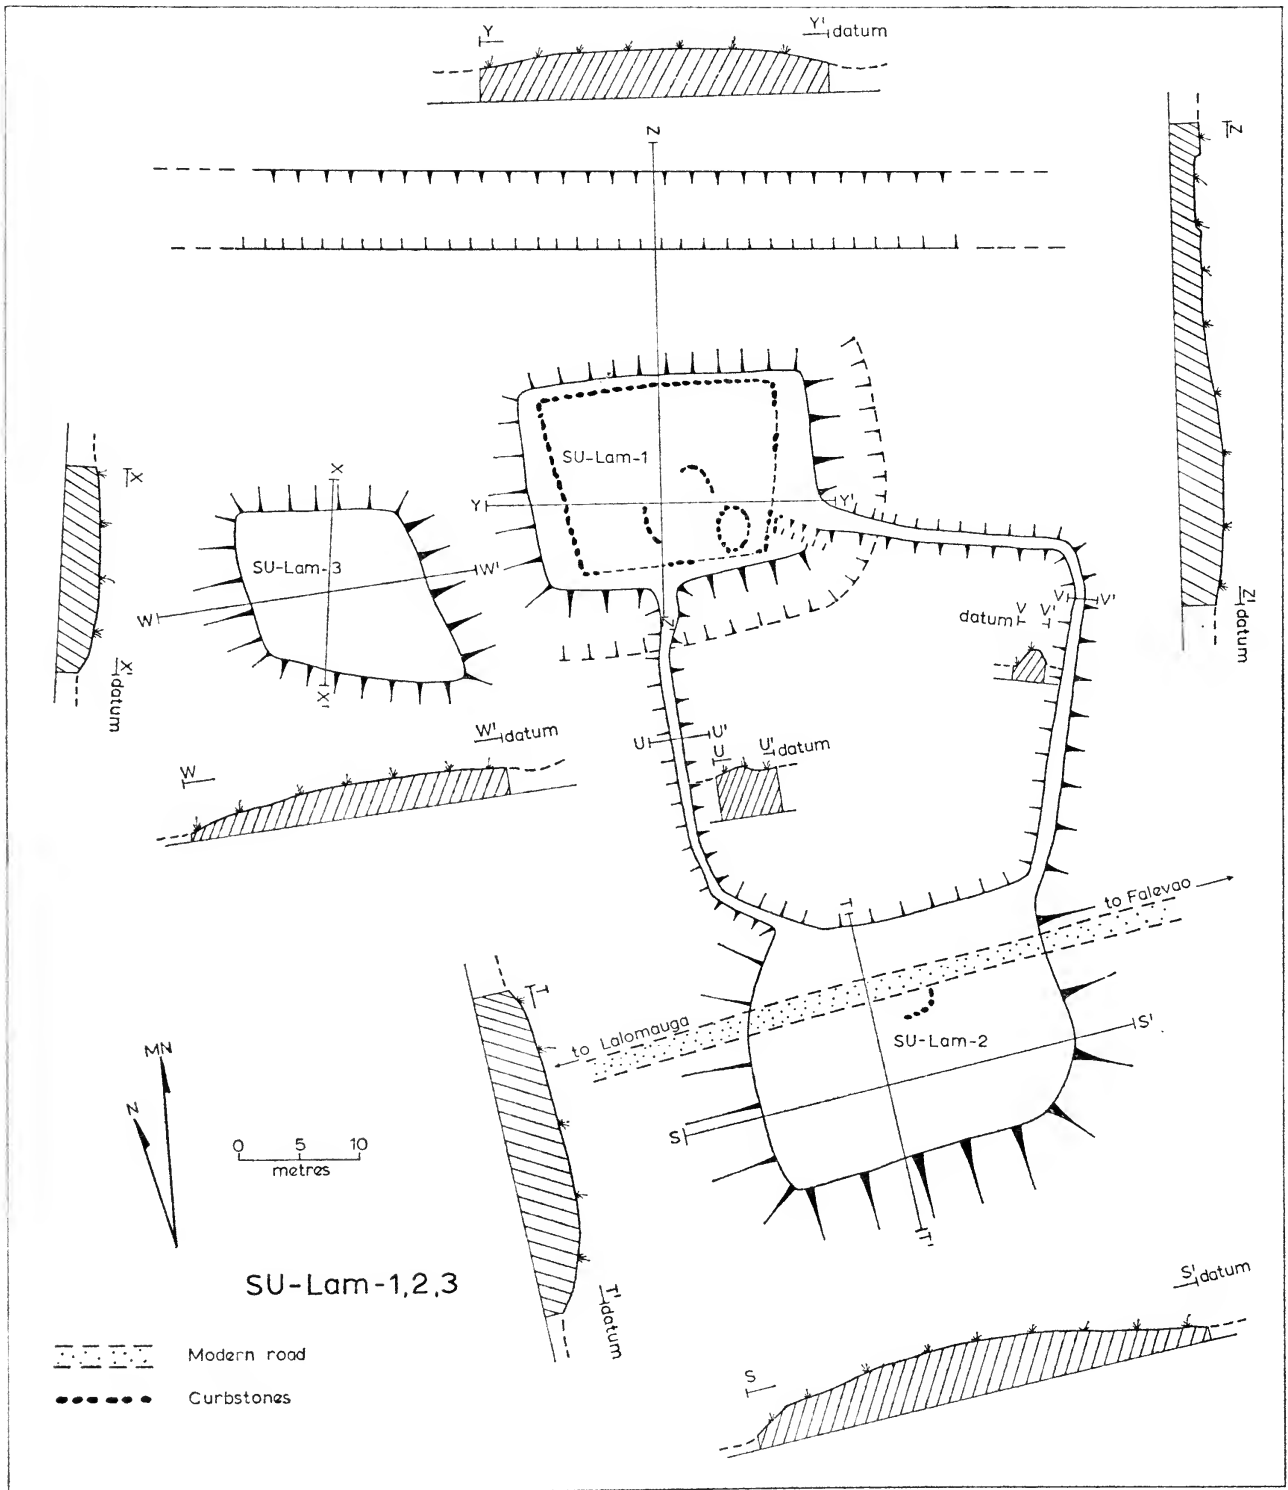 Y Y' datum
Z
Z
SU-Lam-1
X
X
Y Y'
SU-Lam-3
W' W
V V'
datum V V'
Z'
Z' datum
X'
X' datum
U U'
U U' datum
W' datum
W
to Falevao
T
T
to Lalomauga
SU-Lam-2
S'
S
MN
N
0 5 10
metres
T'
SU-Lam-1,2,3
T' datum
S' datum
S
Modern road
Curbstones